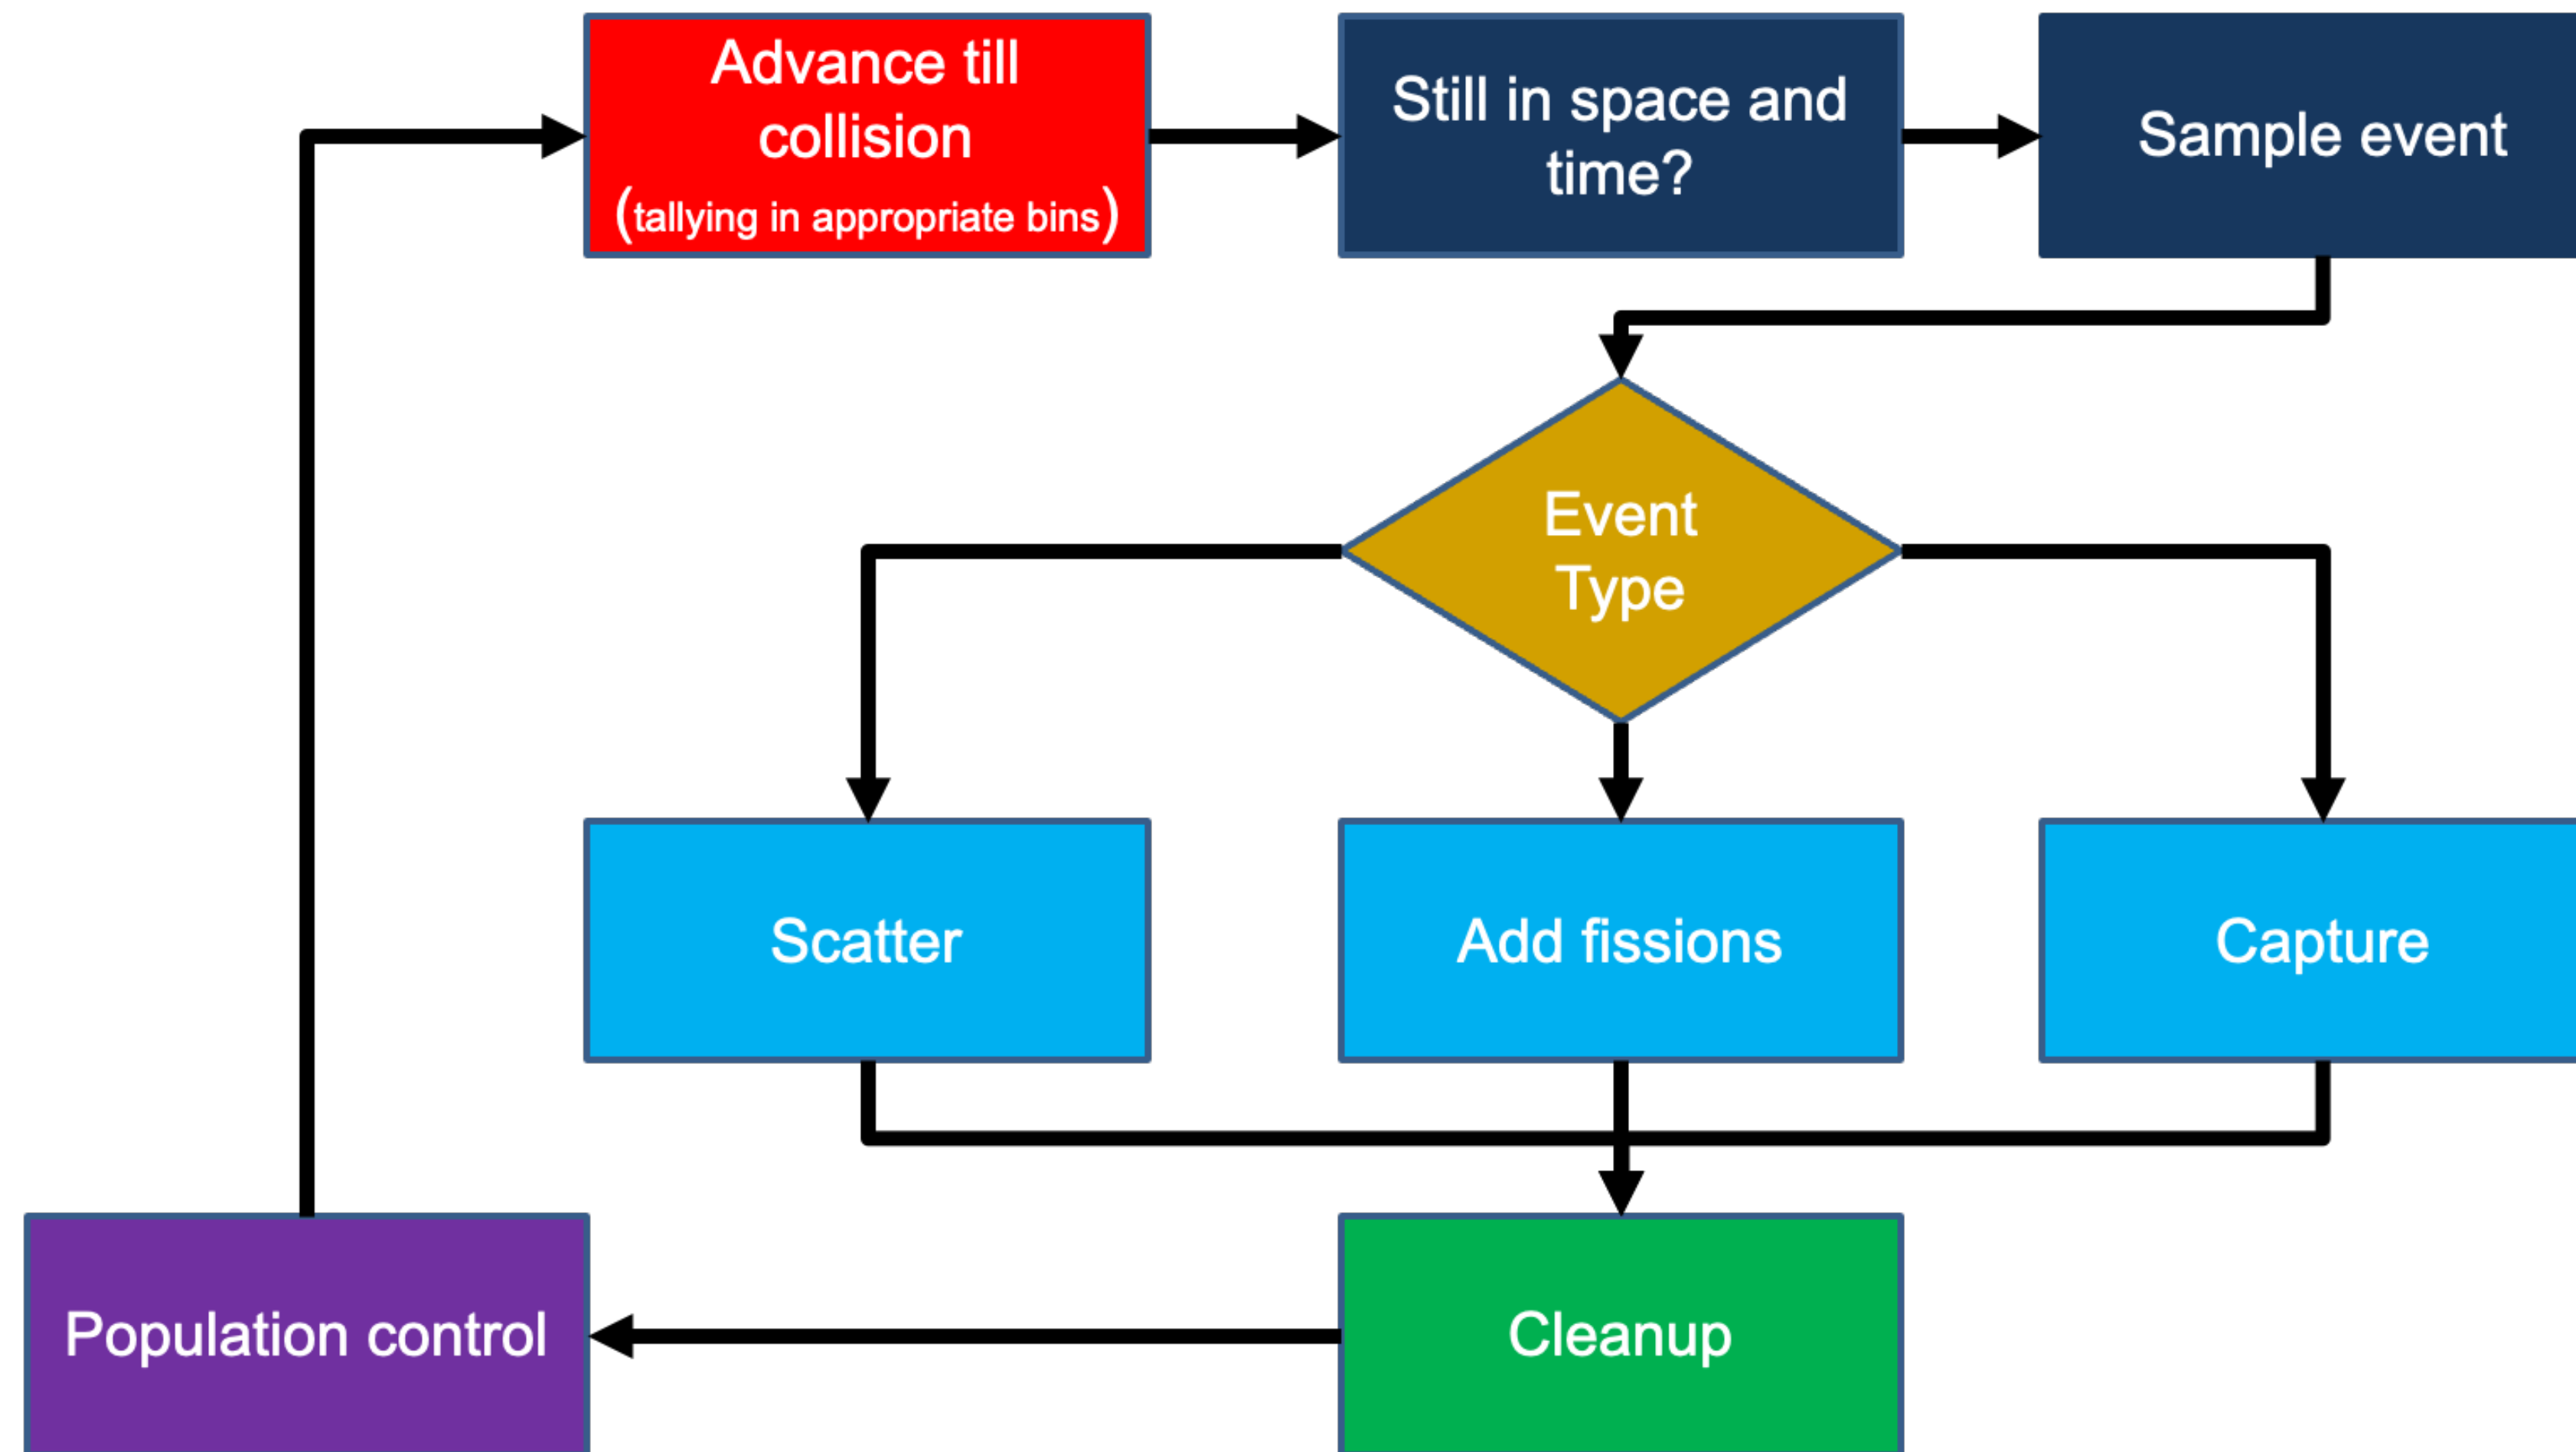 Advance till
collision
(tallying in appropriate bins)
Still in space and
time?
Sample event
Event
Type
Scatter
Add fissions
Capture
Population control
Cleanup